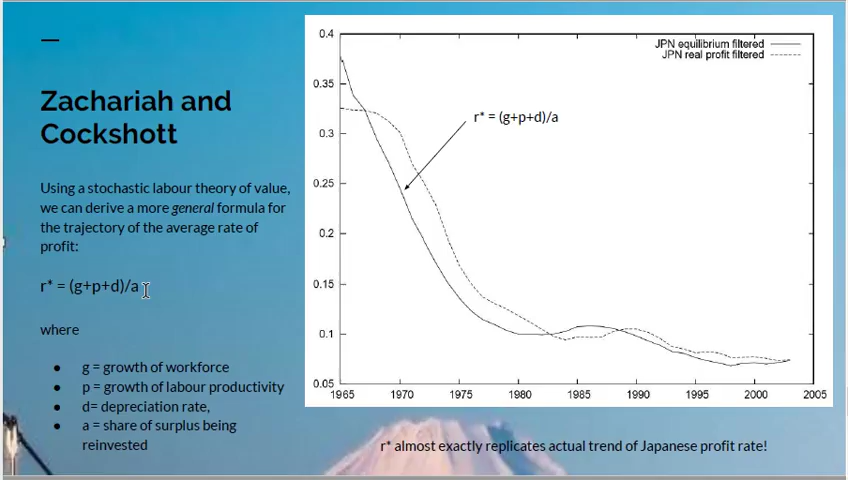 Zachariah and
Cockshott
Using a stochastic labour theory of value,
we can derive a more general formula for
the trajectory of the average rate of
profit:
r* = (g+p+d)/a
where
● g = growth of workforce
● p = growth of labour productivity
● d= depreciation rate,
● a = share of surplus being
reinvested
JPN equilibrium filtered
JPN real profit filtered
r* = (g+p+d)/a
0.4
0.35
0.3
0.25
0.2
0.15
0.1
0.05
1965 1970 1975 1980 1985 1990 1995 2000 2005
r* almost exactly replicates actual trend of Japanese profit rate!